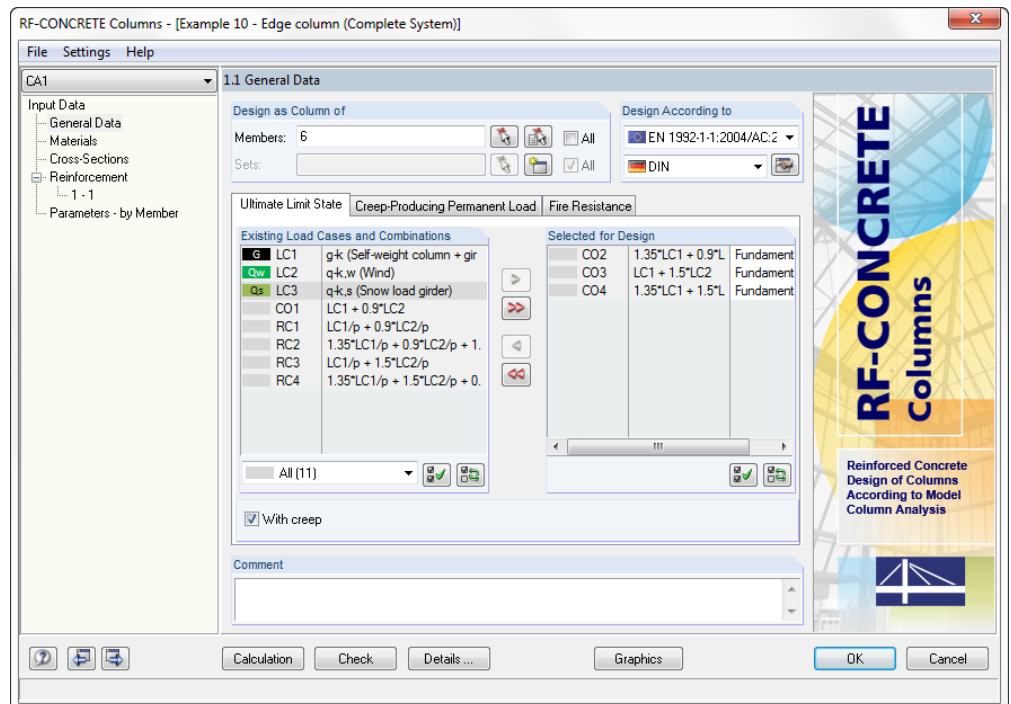 RF-CONCRETE Columns - [Example 10 - Edge column (Complete System)]
File Settings Help
CA1
1.1 General Data
Input Data
General Data
Materials
Cross-Sections
Reinforcement
1 - 1
Parameters - by Member
Design as Column of
Members: 6
All
Sets:
All
Design According to
EN 1992-1-1:2004/AC:2
DIN
Ultimate Limit State
Creep-Producing Permanent Load
Fire Resistance
Existing Load Cases and Combinations
G LC1 g-k (Self-weight column + gir
Qw LC2 q-k,w (Wind)
Qs LC3 q-k,s (Snow load girder)
CO1 LC1 + 0.9*LC2
RC1 LC1/p + 0.9*LC2/p
RC2 1.35*LC1/p + 0.9*LC2/p + 1.
RC3 LC1/p + 1.5*LC2/p
RC4 1.35*LC1/p + 1.5*LC2/p + 0.
All (11)
Selected for Design
CO2 1.35*LC1 + 0.9*L Fundament
CO3 LC1 + 1.5*LC2 Fundament
CO4 1.35*LC1 + 1.5*L Fundament
With creep
Comment
RF-CONCRETE
Columns
Reinforced Concrete
Design of Columns
According to Model
Column Analysis
Calculation
Check
Details ...
Graphics
OK
Cancel